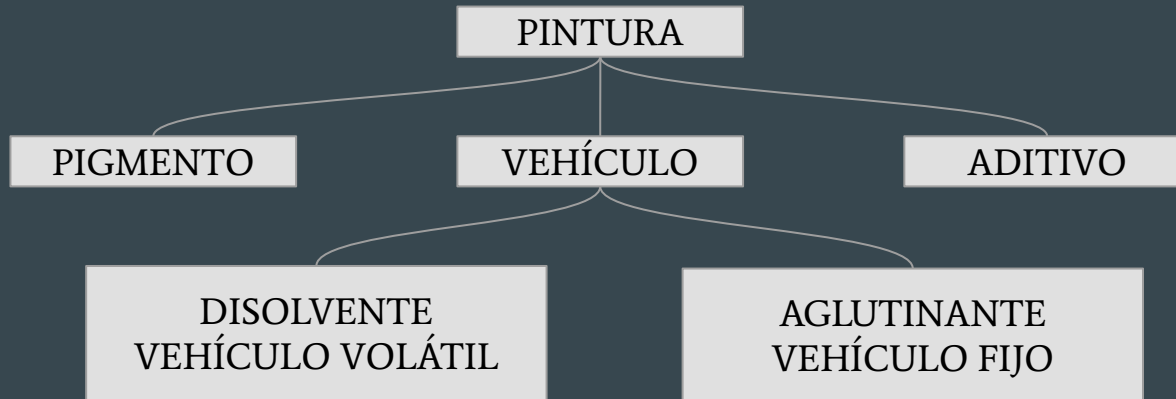 PINTURA
PIGMENTO
VEHÍCULO
ADITIVO
DISOLVENTE
VEHÍCULO VOLÁTIL
AGLUTINANTE
VEHÍCULO FIJO